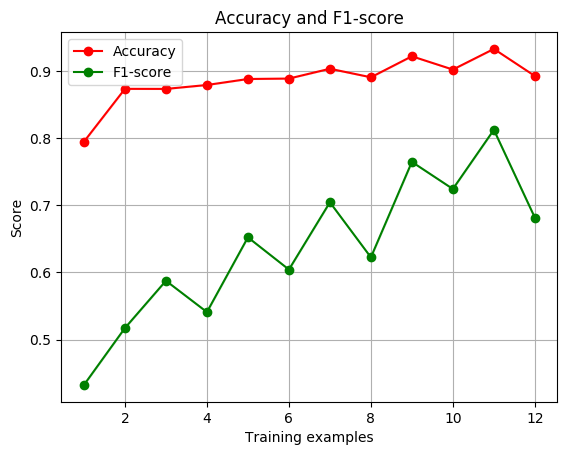 Accuracy and F1-score
Accuracy
F1-score
0.9
0.8
0.7
0.6
0.5
Score
2 4 6 8 10 12
Training examples